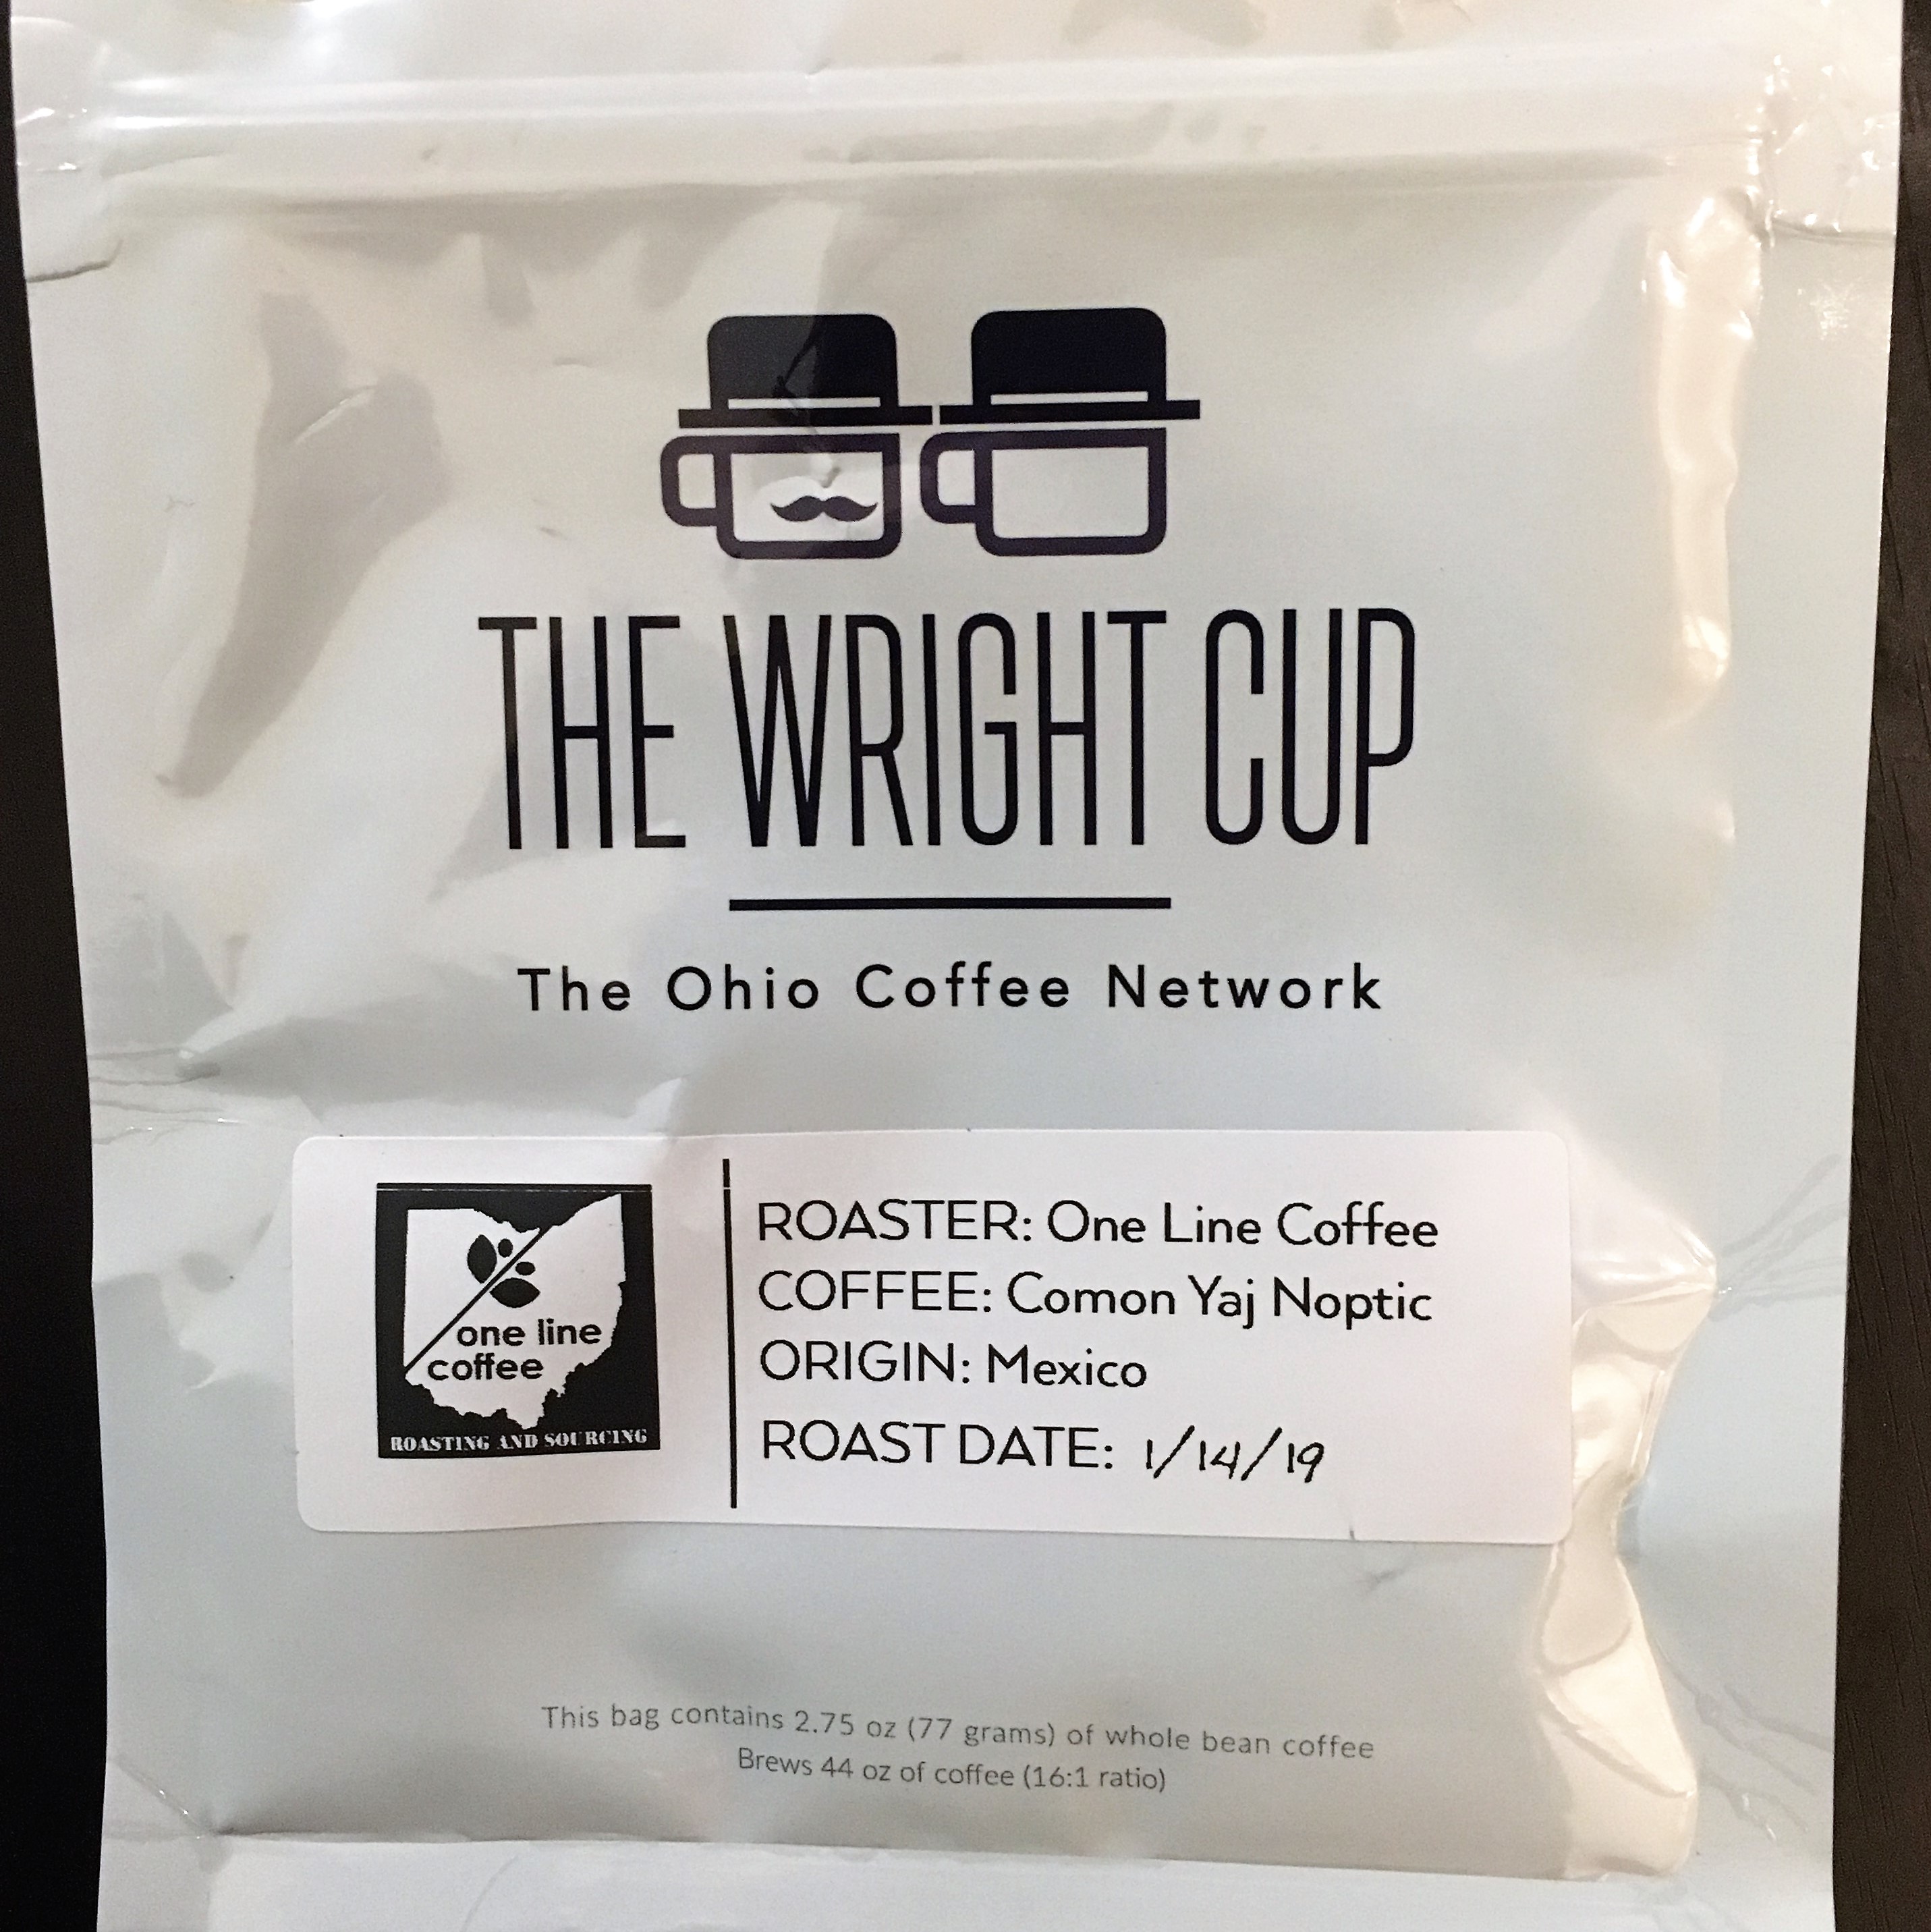 THE WRIGHT CUP
The Ohio Coffee Network
one line
coffee
ROASTING AND SOURCING
ROASTER: One Line Coffee
COFFEE: Comon Yaj Noptic
ORIGIN: Mexico
ROAST DATE: 1/14/19
This bag contains 2.75 oz (77 grams) of whole bean coffee
Brews 44 oz of coffee (16:1 ratio)